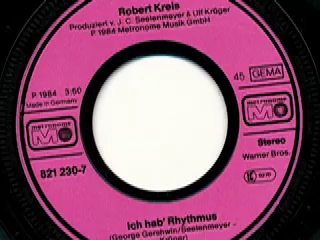 Robert Kreis
Produziert v. J. C. Seelenmeyer & Ulf Krüger
P 1984 Metronome Musik GmbH
P 1984 3:50
Made in Germany
45
GEMA
metronome
metronome
821 230-7
Stereo
Warner Bros.
Ich hab' Rhythmus
(George Gershwin/Seelenmeyer -
Krüger)